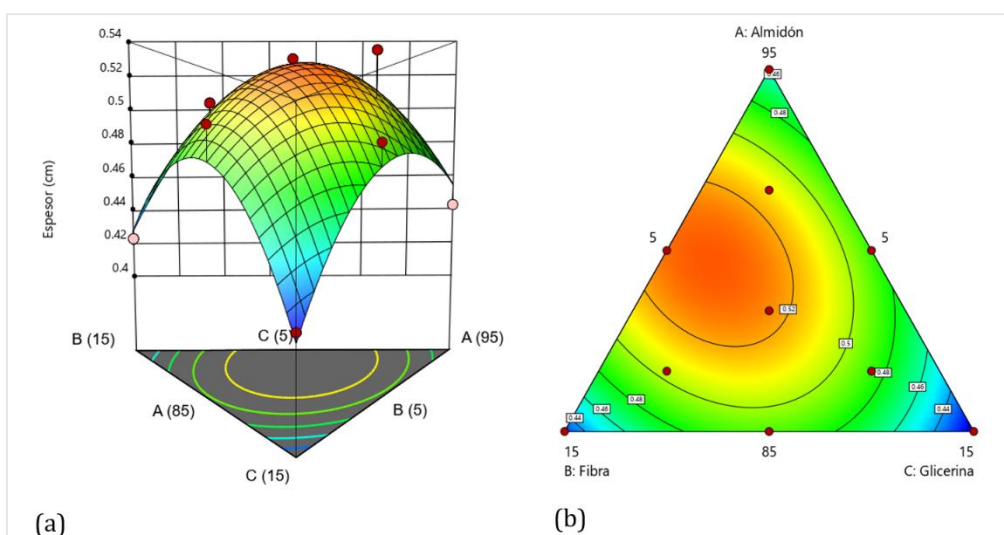 0.54
0.52
0.5
0.48
0.46
0.44
0.42
0.4
Espesor (cm)
B (15)
C (5)
A (95)
A (85)
B (5)
C (15)
(a)
A: Almidón
95
0.46
0.48
5
5
0.52
0.5
0.48
0.48
0.46
0.46
0.44
0.44
15
85
15
B: Fibra
C: Glicerina
(b)